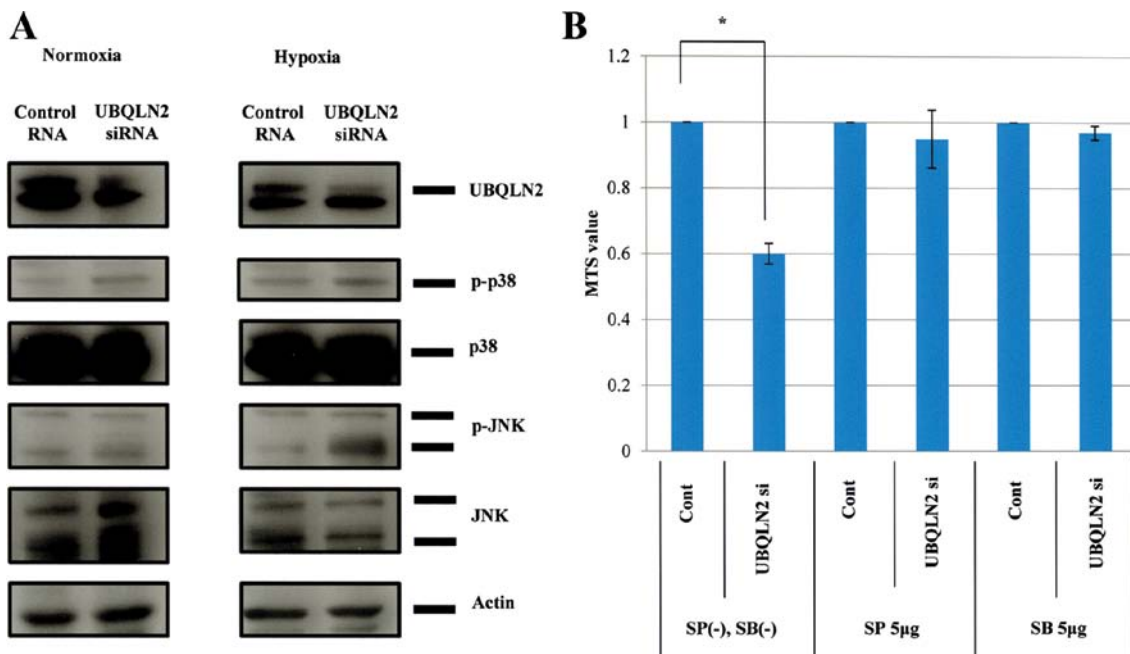 A
Normoxia
Hypoxia
Control
RNA
UBQLN2
siRNA
Control
RNA
UBQLN2
siRNA
UBQLN2
p-p38
p38
p-JNK
JNK
Actin
B
*
MTS value
1.2
1
0.8
0.6
0.4
0.2
0
Cont
UBQLN2 si
Cont
UBQLN2 si
Cont
UBQLN2 si
SP(-), SB(-)
SP 5μg
SB 5μg